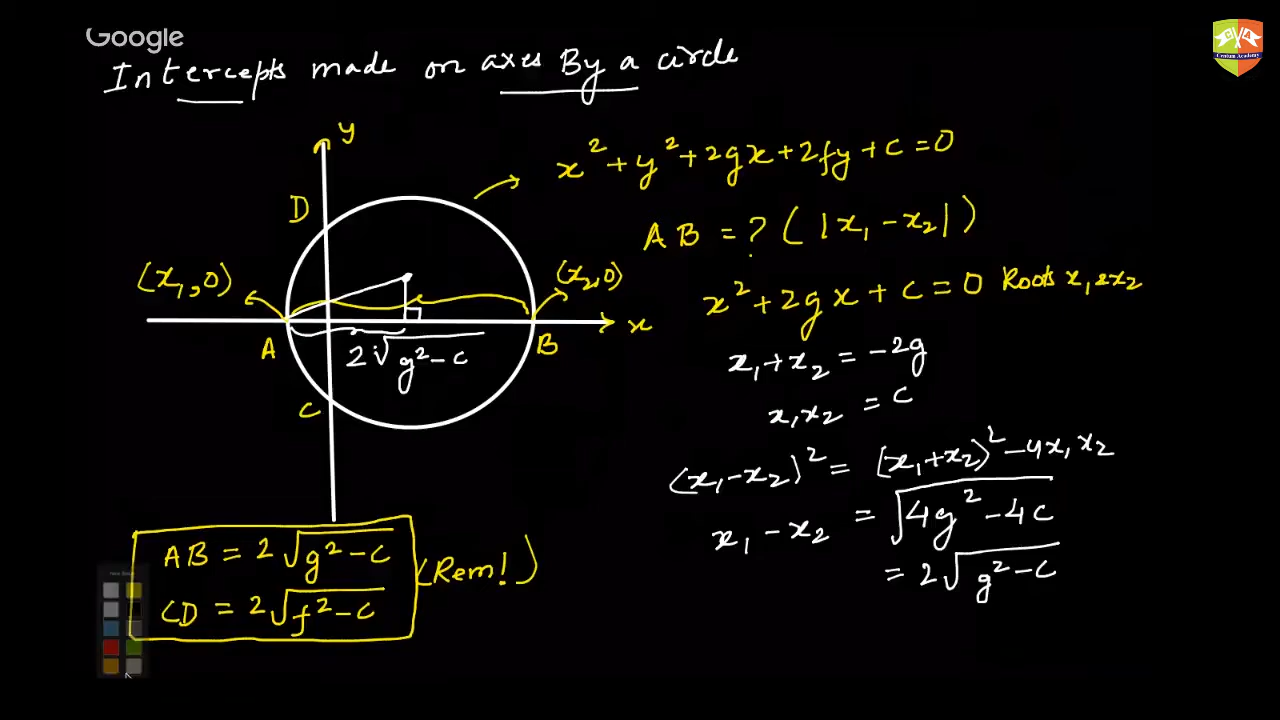 Google
Intercepts made on axes By a circle
y
x² + y² + 2gx + 2fy + c = 0
D
AB = ? ( |x₁ - x₂| )
(x₁, 0)
(x₂, 0)
x² + 2gx + c = 0 Roots x₁ & x₂
x
A
B
2√(g² - c)
x₁ + x₂ = -2g
C
x₁x₂ = c
(x₁ - x₂)² = (x₁ + x₂)² - 4x₁x₂
x₁ - x₂ = √(4g² - 4c)
= 2√(g² - c)
AB = 2√(g² - c)
CD = 2√(f² - c)
(Rem!)
Centum Academy